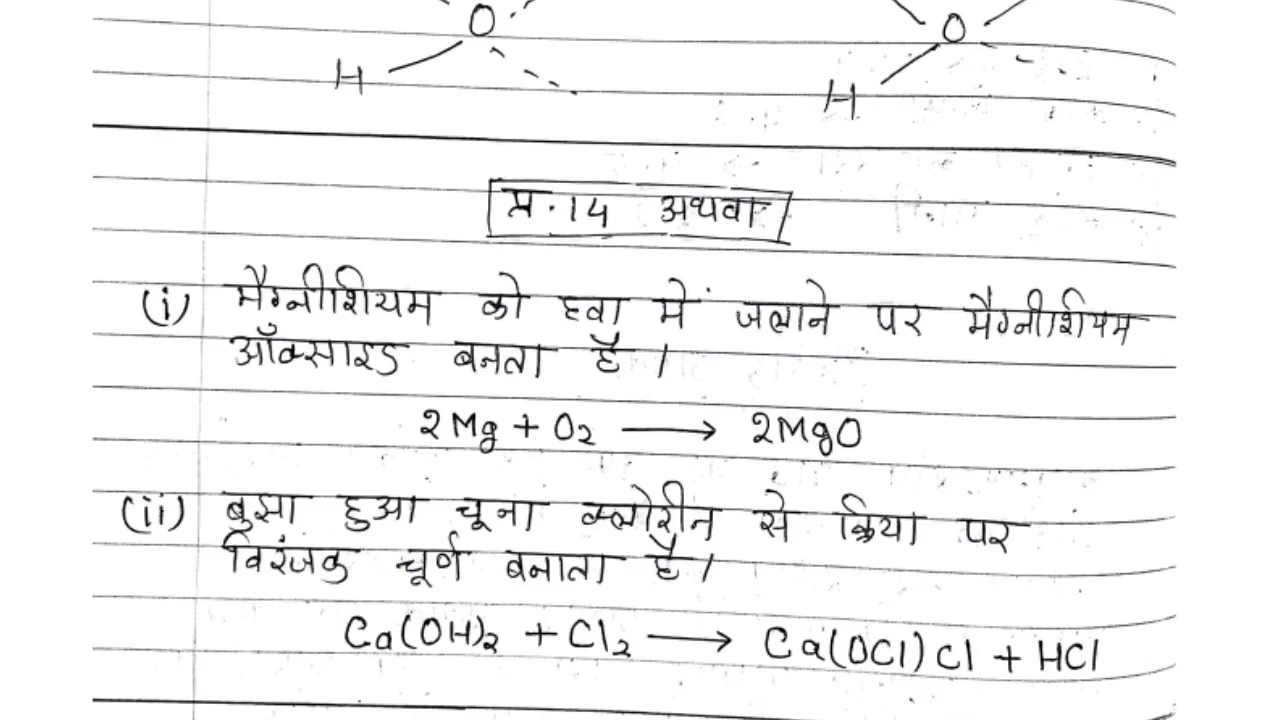 O O
H H
प्र. 14 अथवा
(i) मैग्नीशियम को हवा में जलाने पर मैग्नीशियम
ऑक्साइड बनता है।
2Mg + O₂ ⟶ 2MgO
(ii) बुझा हुआ चूना क्लोरीन से क्रिया पर
विरंजक चूर्ण बनाता है।
Ca(OH)₂ + Cl₂ ⟶ Ca(OCl)Cl + HCl